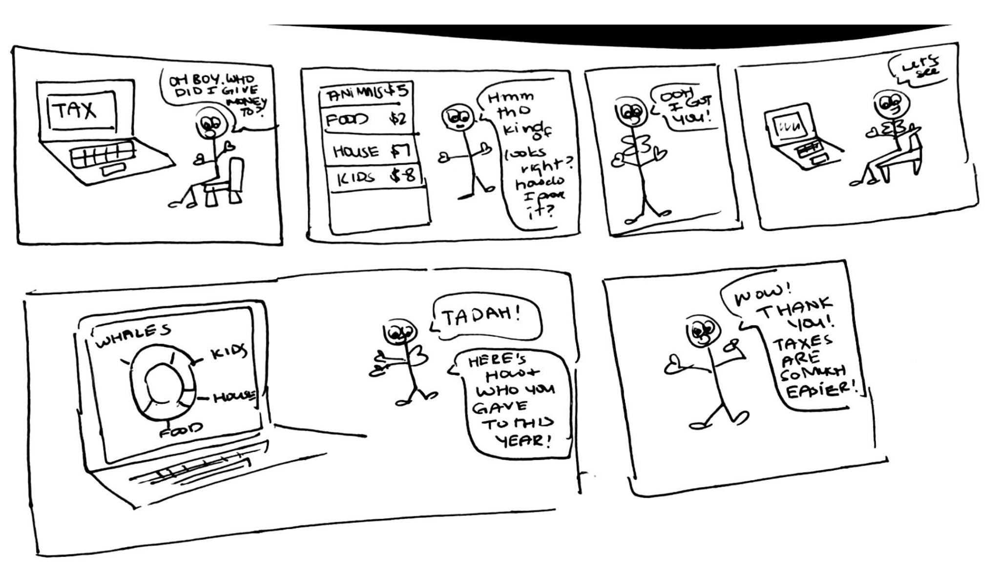 TAX
OH BOY. WHO
DID I GIVE
MONEY
TO?
ANIMALS $5
FOOD $2
HOUSE $7
KIDS $8
Hmm
kind of
looks
right?
how do
I prove
it?
OOH
I GOT
YOU!
Let's
see
WHALES
KIDS
HOUSE
FOOD
TADAH!
HERE'S
HOW +
WHO YOU
GAVE
TO THIS
YEAR!
WOW!
THANK
YOU!
TAXES
ARE
SO MUCH
EASIER!